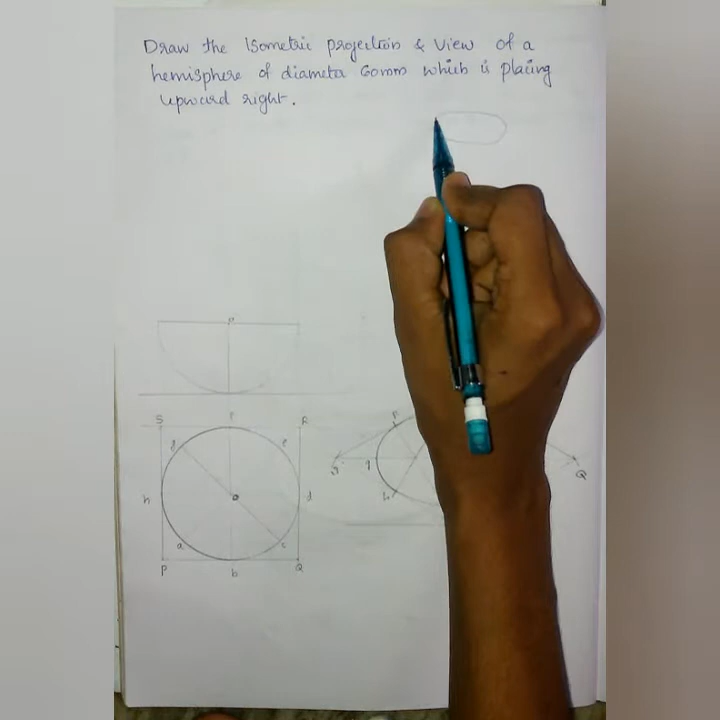 Draw the Isometric projection & View of a
hemisphere of diameter 60mm which is placing
upward right.
o
S f R
g e
h o d
a c
P b Q
P
q
h
Q